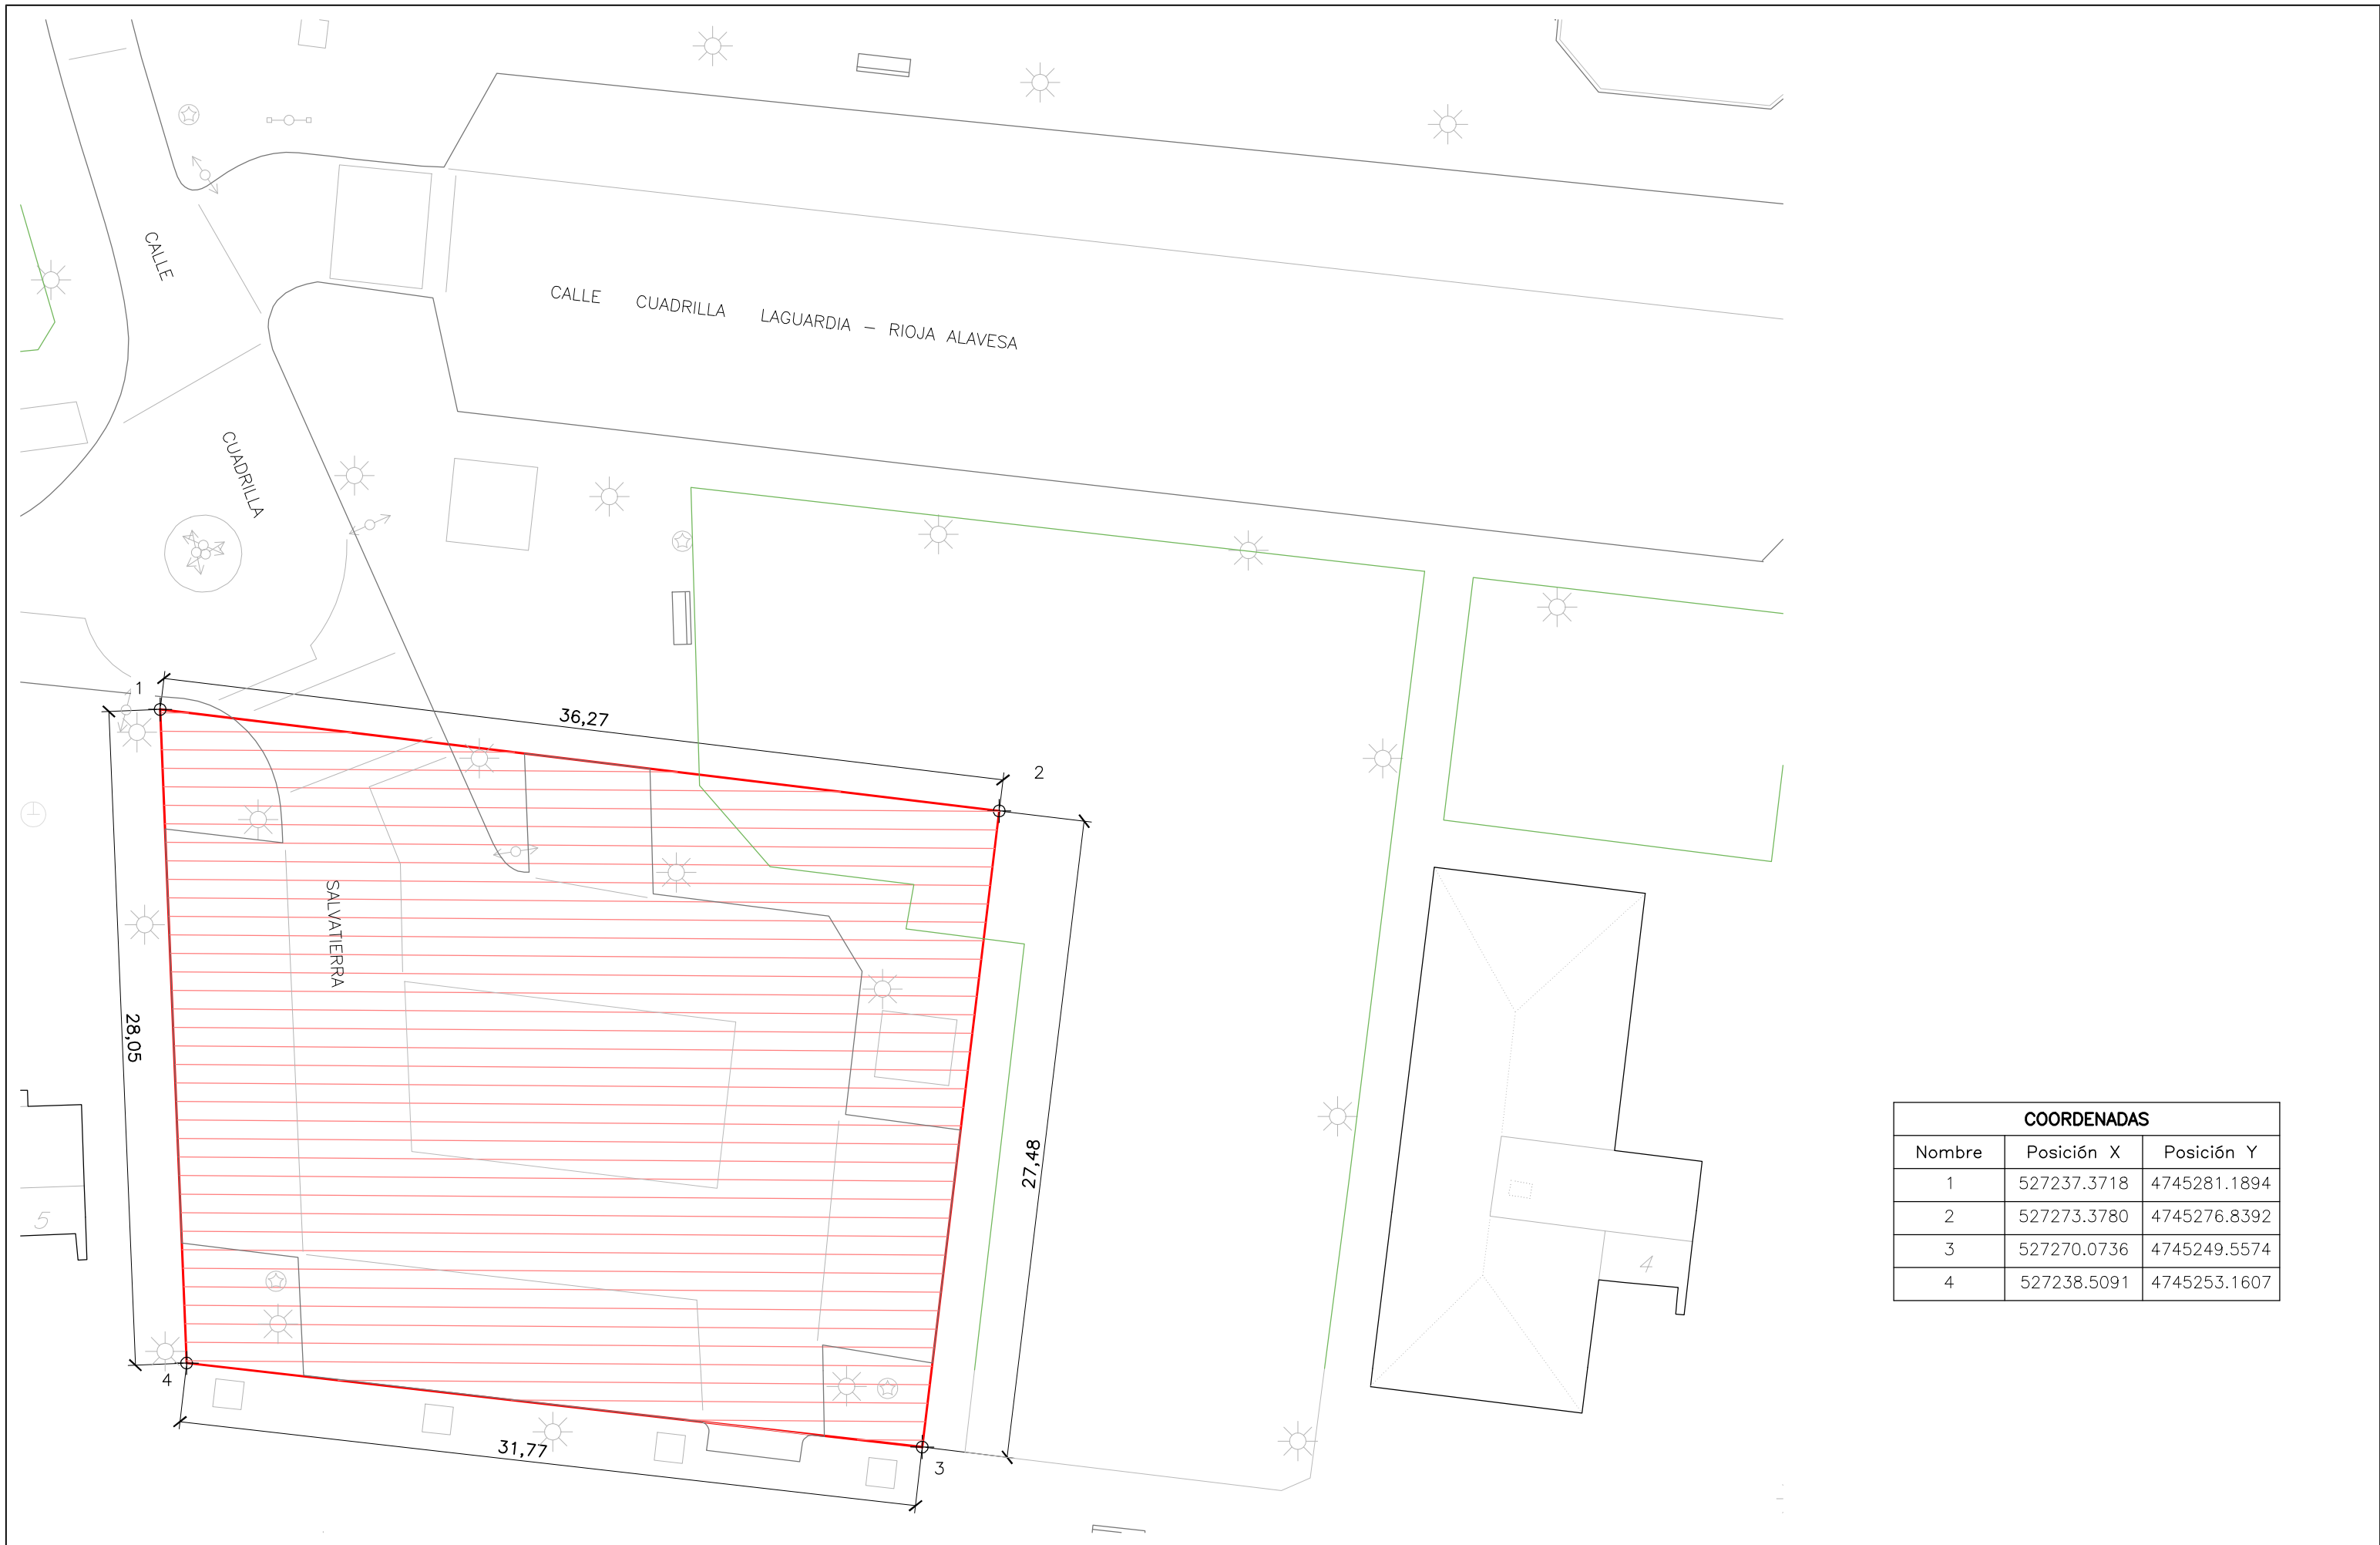 CALLE
CALLE CUADRILLA LAGUARDIA - RIOJA ALAVESA
CUADRILLA
1
36,27
2
SALVATIERRA
28,05
27,48
5
4
4
31,77
3
COORDENADAS
Nombre Posición X Posición Y
1 527237.3718 4745281.1894
2 527273.3780 4745276.8392
3 527270.0736 4745249.5574
4 527238.5091 4745253.1607